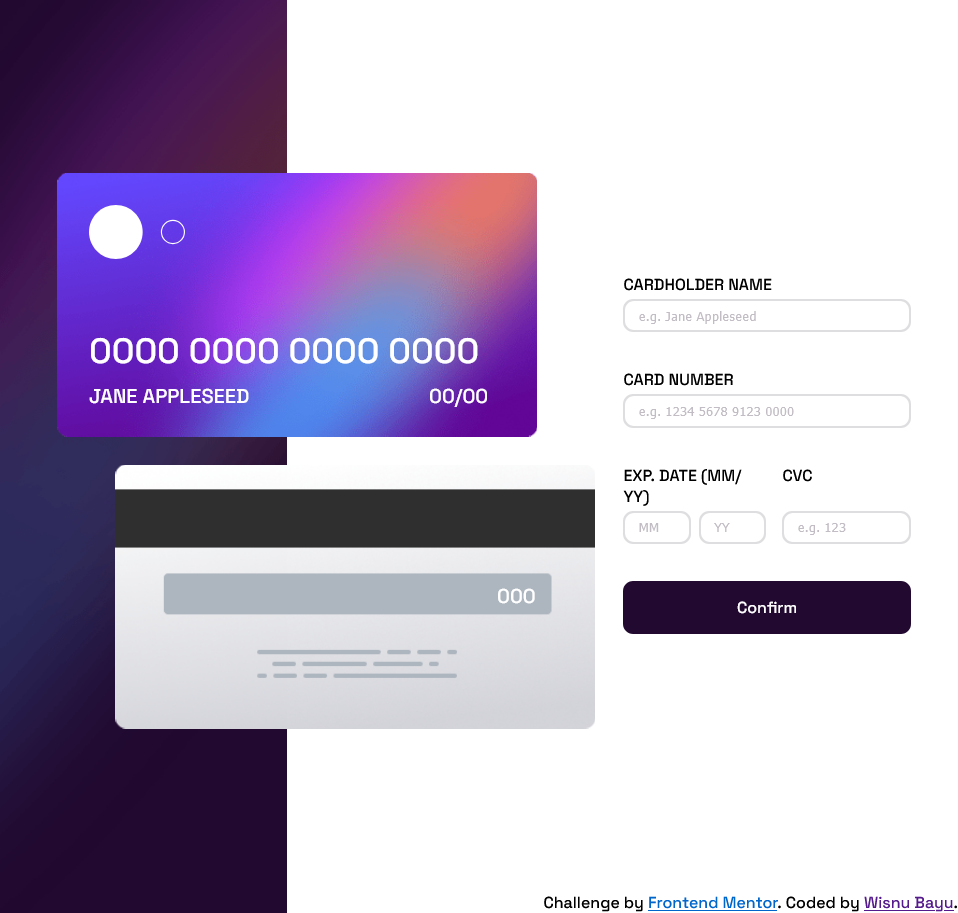 0000 0000 0000 0000
JANE APPLESEED 00/00
000
CARDHOLDER NAME
e.g. Jane Appleseed
CARD NUMBER
e.g. 1234 5678 9123 0000
EXP. DATE (MM/
YY)
CVC
MM YY e.g. 123
Confirm
Challenge by Frontend Mentor. Coded by Wisnu Bayu.